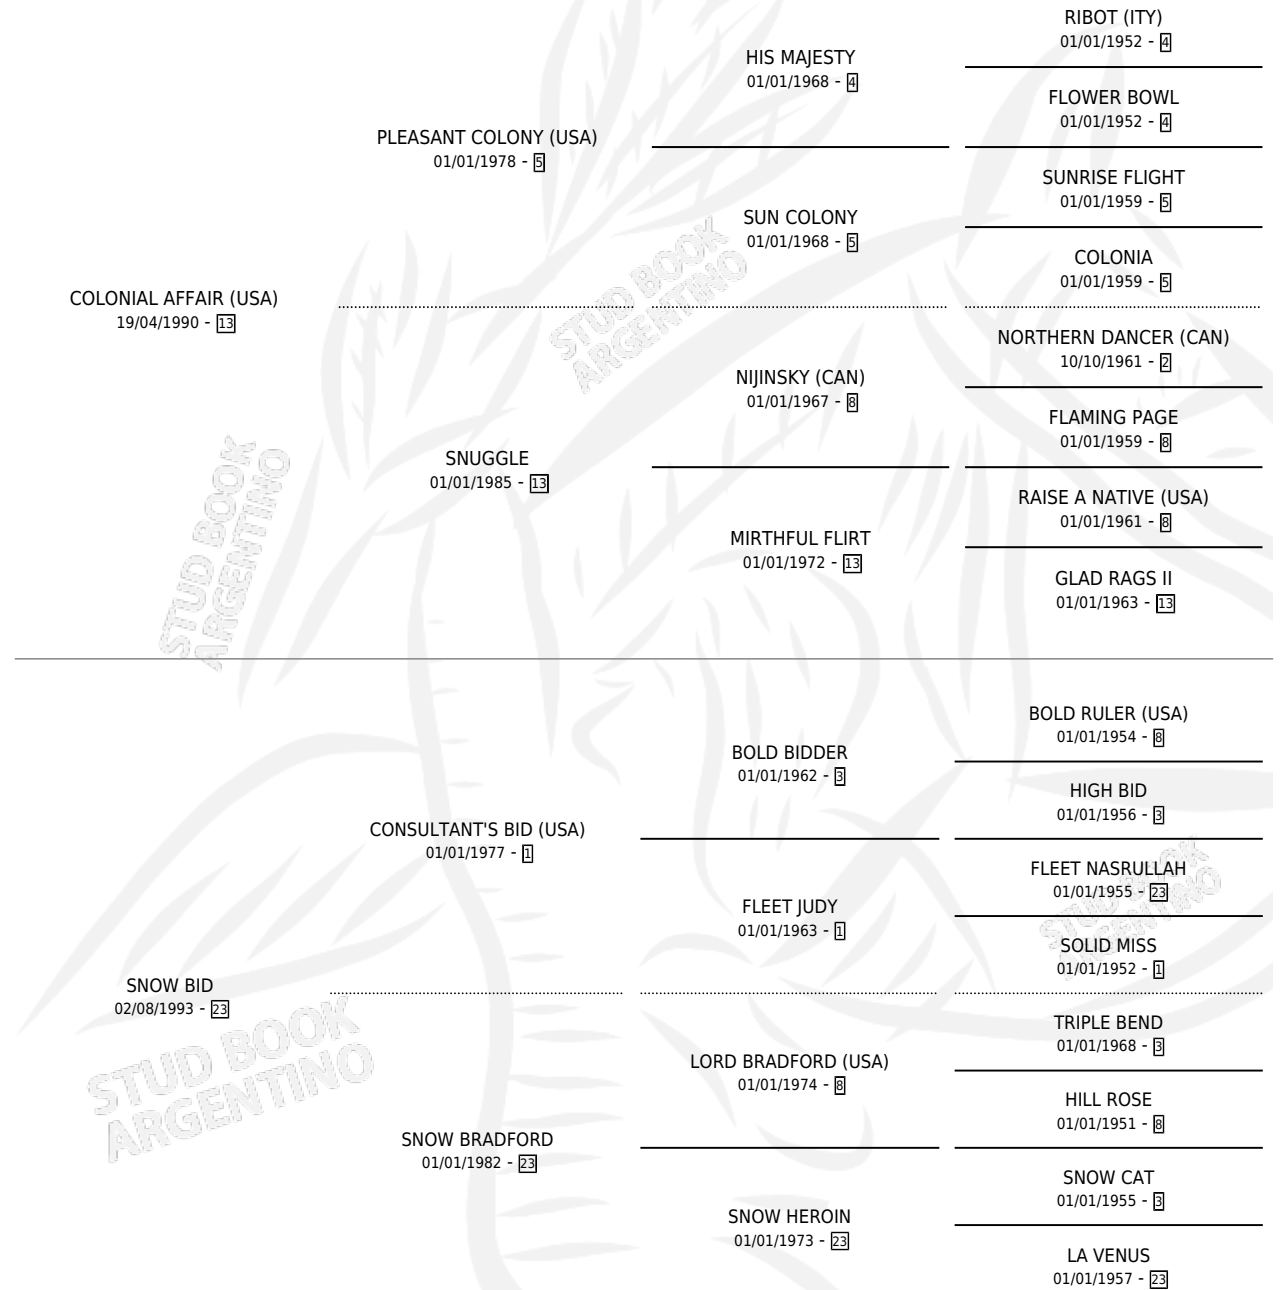 RIBOT (ITY)
01/01/1952 - 4
HIS MAJESTY
01/01/1968 - 4
FLOWER BOWL
01/01/1952 - 4
PLEASANT COLONY (USA)
01/01/1978 - 5
SUNRISE FLIGHT
01/01/1959 - 5
SUN COLONY
01/01/1968 - 5
COLONIA
01/01/1959 - 5
COLONIAL AFFAIR (USA)
19/04/1990 - 13
NORTHERN DANCER (CAN)
10/10/1961 - 2
NIJINSKY (CAN)
01/01/1967 - 8
FLAMING PAGE
01/01/1959 - 8
SNUGGLE
01/01/1985 - 13
RAISE A NATIVE (USA)
01/01/1961 - 8
MIRTHFUL FLIRT
01/01/1972 - 13
GLAD RAGS II
01/01/1963 - 13
BOLD RULER (USA)
01/01/1954 - 8
BOLD BIDDER
01/01/1962 - 3
HIGH BID
01/01/1956 - 3
CONSULTANT'S BID (USA)
01/01/1977 - 1
FLEET NASRULLAH
01/01/1955 - 23
FLEET JUDY
01/01/1963 - 1
SOLID MISS
01/01/1952 - 1
SNOW BID
02/08/1993 - 23
TRIPLE BEND
01/01/1968 - 3
LORD BRADFORD (USA)
01/01/1974 - 8
HILL ROSE
01/01/1951 - 8
SNOW BRADFORD
01/01/1982 - 23
SNOW CAT
01/01/1955 - 3
SNOW HEROIN
01/01/1973 - 23
LA VENUS
01/01/1957 - 23
STUD BOOK
ARGENTINO
STUD BOOK
ARGENTINO
STUD BOOK
ARGENTINO
STUD BOOK
ARGENTINO